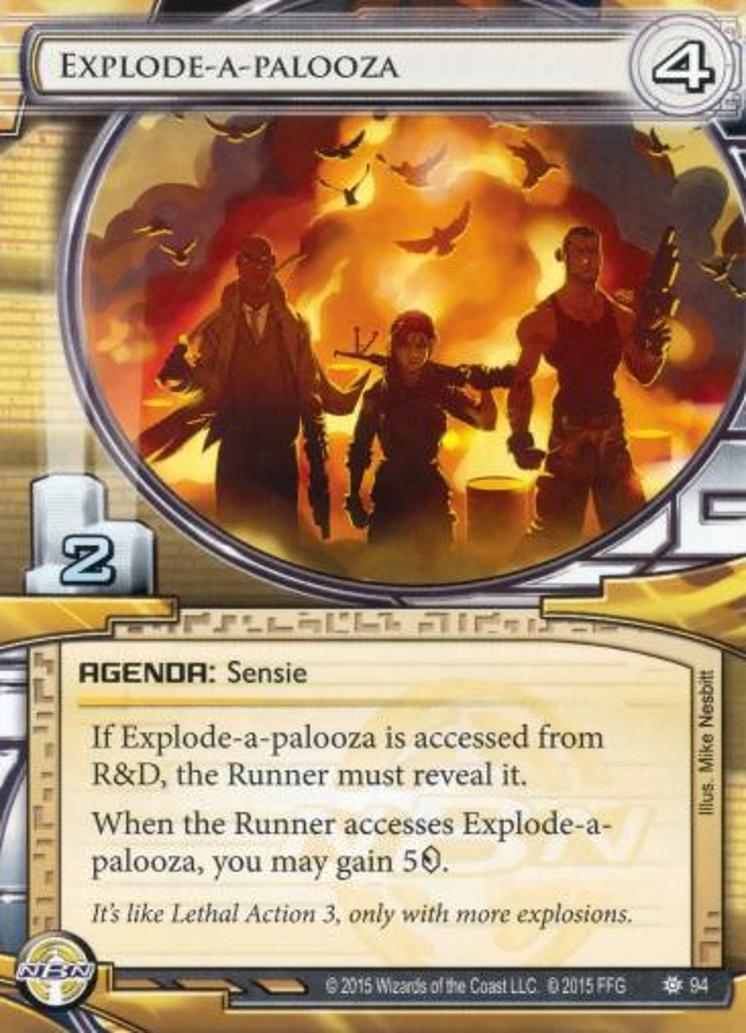 EXPLODE-A-PALOOZA
4
2
AGENDA: Sensie
If Explode-a-palooza is accessed from
R&D, the Runner must reveal it.
When the Runner accesses Explode-a-
palooza, you may gain 5.
It's like Lethal Action 3, only with more explosions.
Illus. Mike Nesbitt
NBN
NBN
© 2015 Wizards of the Coast LLC. © 2015 FFG
94